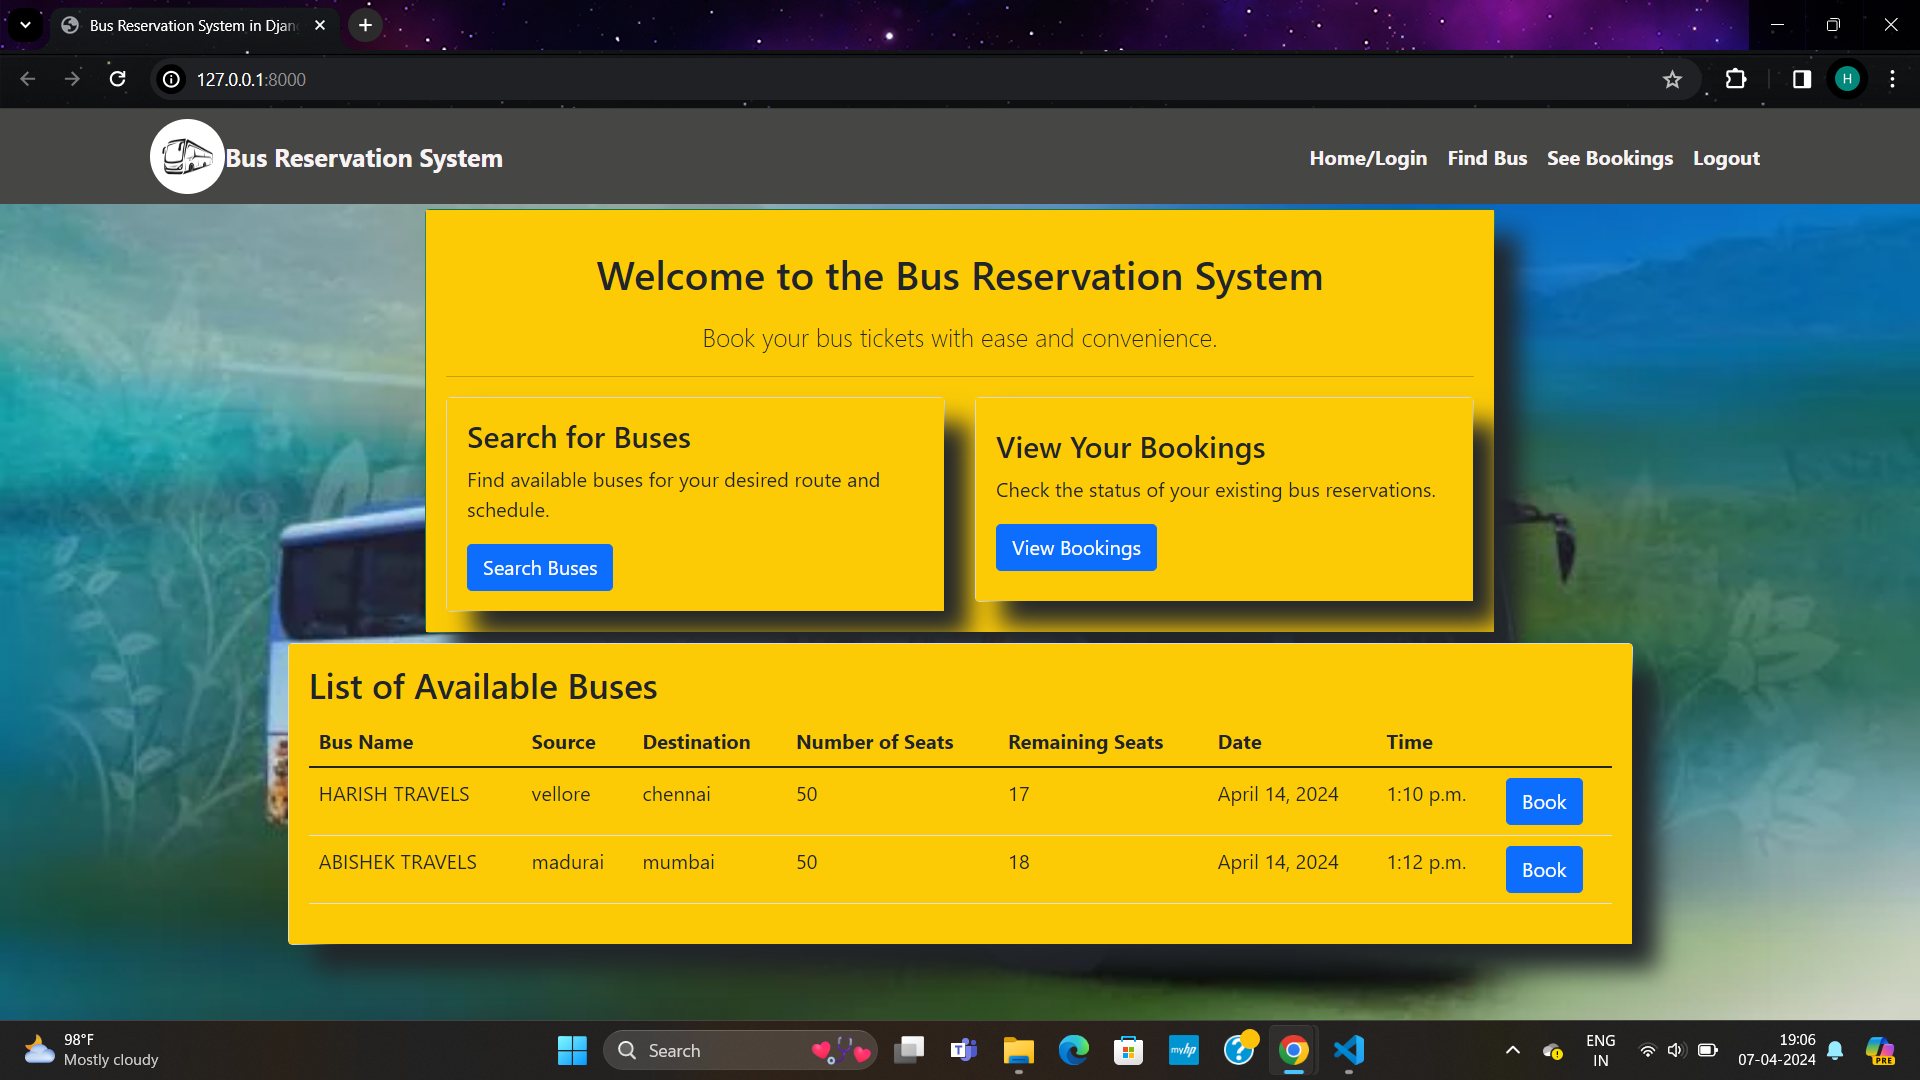 Bus Reservation System in Djan
127.0.0.1:8000
H
Bus Reservation System
Home/Login Find Bus See Bookings Logout
Welcome to the Bus Reservation System
Book your bus tickets with ease and convenience.
Search for Buses
Find available buses for your desired route and
schedule.
Search Buses
View Your Bookings
Check the status of your existing bus reservations.
View Bookings
List of Available Buses
Bus Name Source Destination Number of Seats Remaining Seats Date Time
HARISH TRAVELS vellore chennai 50 17 April 14, 2024 1:10 p.m. Book
ABISHEK TRAVELS madurai mumbai 50 18 April 14, 2024 1:12 p.m. Book
98°F
Mostly cloudy
Search
T
myhp
?
ENG
IN
19:06
07-04-2024
PRE